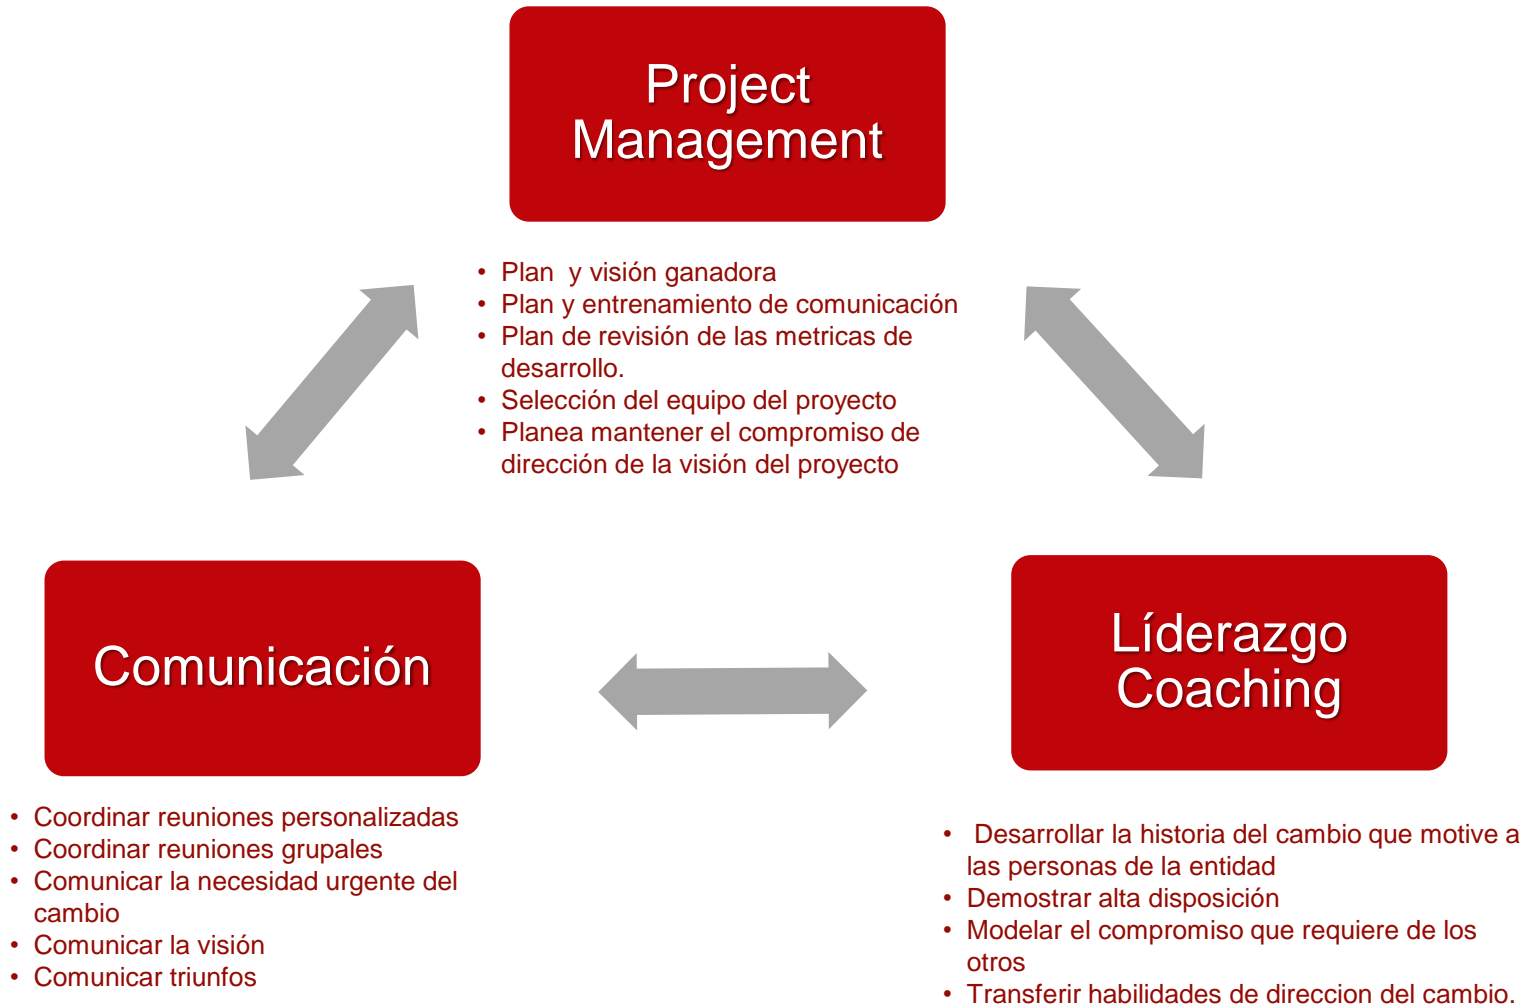 Project
Management
• Plan  y visión ganadora
• Plan y entrenamiento de comunicación
• Plan de revisión de las metricas de
desarrollo.
• Selección del equipo del proyecto
• Planea mantener el compromiso de
dirección de la visión del proyecto
Comunicación
• Coordinar reuniones personalizadas
• Coordinar reuniones grupales
• Comunicar la necesidad urgente del
cambio
• Comunicar la visión
• Comunicar triunfos
Líderazgo
Coaching
• Desarrollar la historia del cambio que motive a
las personas de la entidad
• Demostrar alta disposición
• Modelar el compromiso que requiere de los
otros
• Transferir habilidades de direccion del cambio.